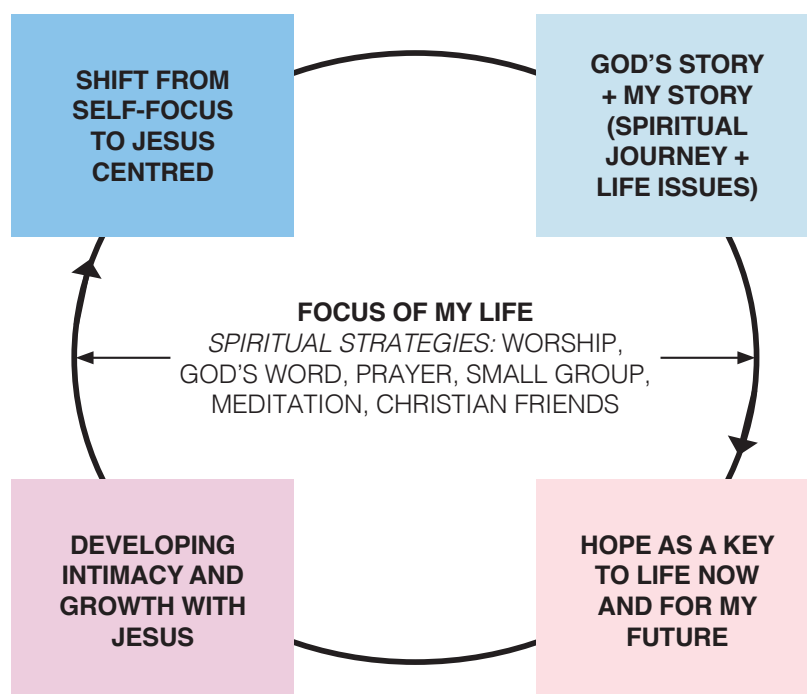 SHIFT FROM
SELF-FOCUS
TO JESUS
CENTRED
GOD’S STORY
+ MY STORY
(SPIRITUAL
JOURNEY +
LIFE ISSUES)
FOCUS OF MY LIFE
SPIRITUAL STRATEGIES: WORSHIP,
GOD’S WORD, PRAYER, SMALL GROUP,
MEDITATION, CHRISTIAN FRIENDS
DEVELOPING
INTIMACY AND
GROWTH WITH
JESUS
HOPE AS A KEY
TO LIFE NOW
AND FOR MY
FUTURE